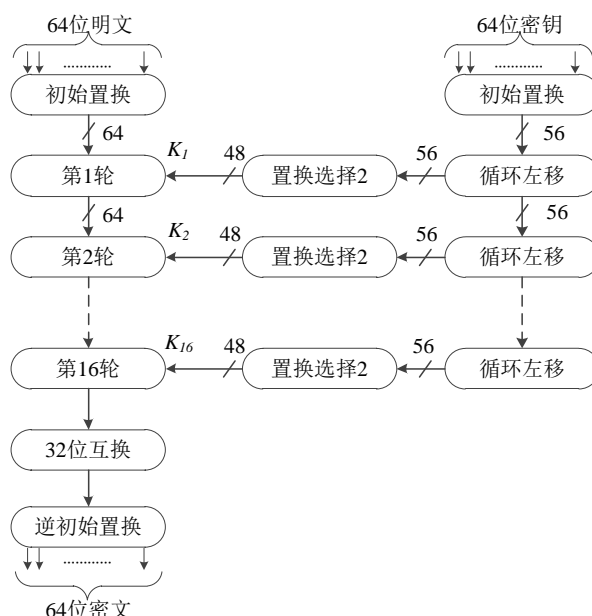 64位明文 64位密钥
............ ............
初始置换 初始置换
64 56
K1 48 56
第1轮 置换选择2 循环左移
64 56
K2 48 56
第2轮 置换选择2 循环左移
K16 48 56
第16轮 置换选择2 循环左移
32位互换
逆初始置换
............
64位密文